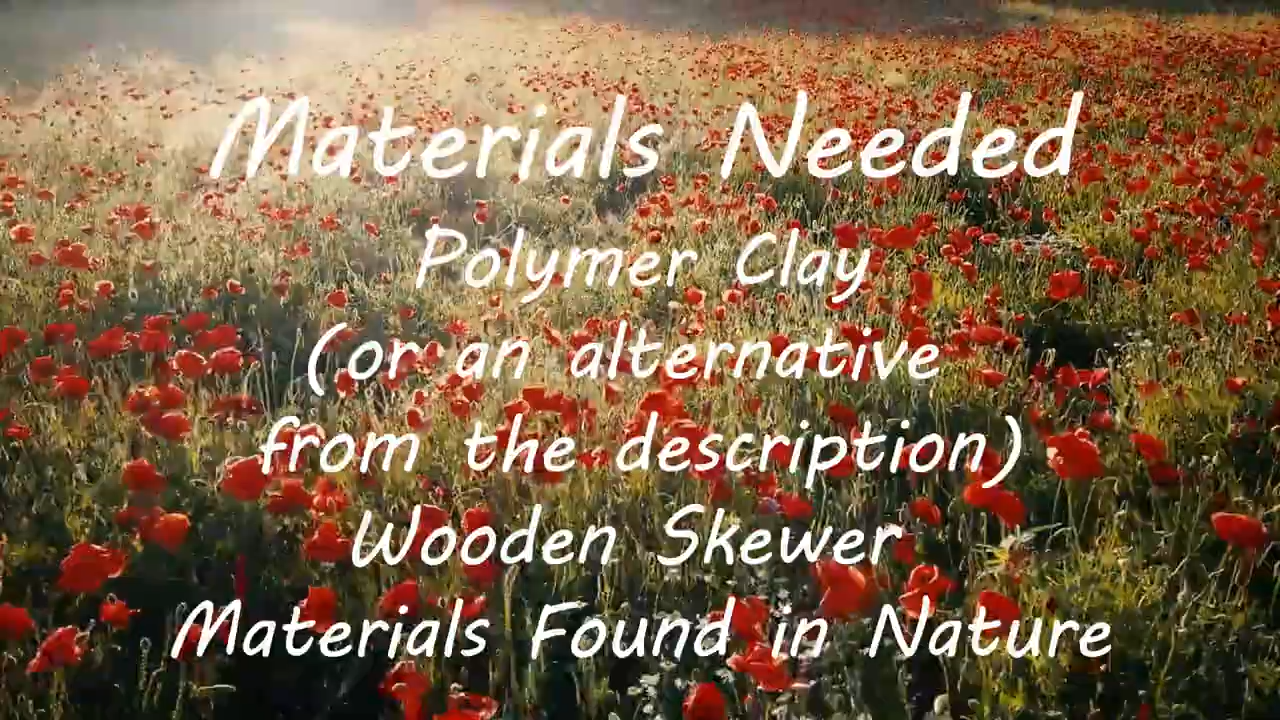 Materials Needed
Polymer Clay
(or an alternative
from the description)
Wooden Skewer
Materials Found in Nature